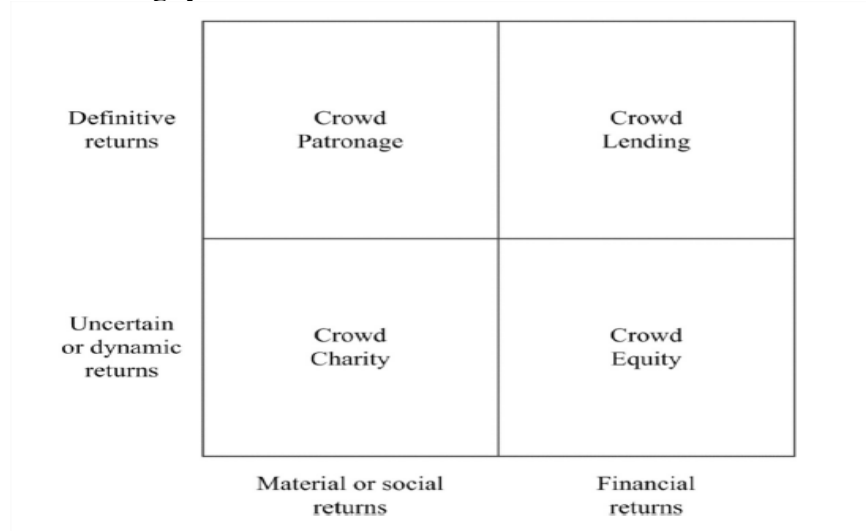 Definitive
returns
Crowd
Patronage
Crowd
Lending
Uncertain
or dynamic
returns
Crowd
Charity
Crowd
Equity
Material or social
returns
Financial
returns